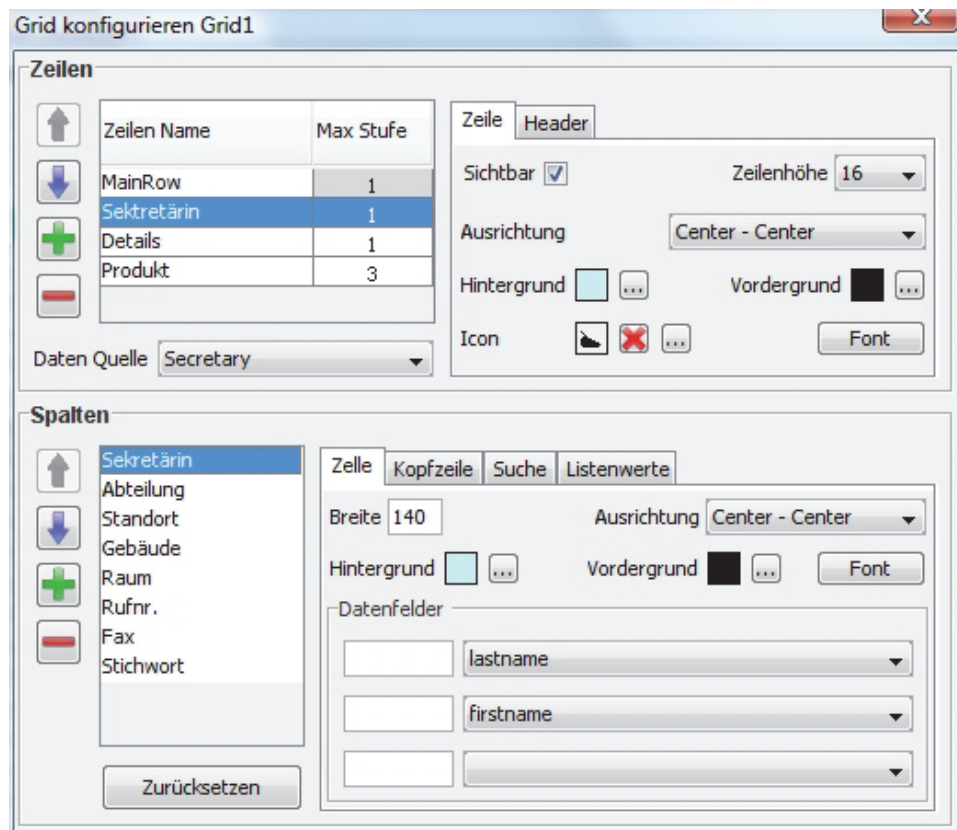 Grid konfigurieren Grid1
Zeilen
Zeilen Name Max Stufe
MainRow 1
Sektretärin 1
Details 1
Produkt 3
Daten Quelle Secretary
Zeile Header
Sichtbar Zeilenhöhe 16
Ausrichtung Center - Center
Hintergrund ... Vordergrund ...
Icon ... Font
Spalten
Sekretärin
Abteilung
Standort
Gebäude
Raum
Rufnr.
Fax
Stichwort
Zurücksetzen
Zelle Kopfzeile Suche Listenwerte
Breite 140 Ausrichtung Center - Center
Hintergrund ... Vordergrund ... Font
Datenfelder
lastname
firstname